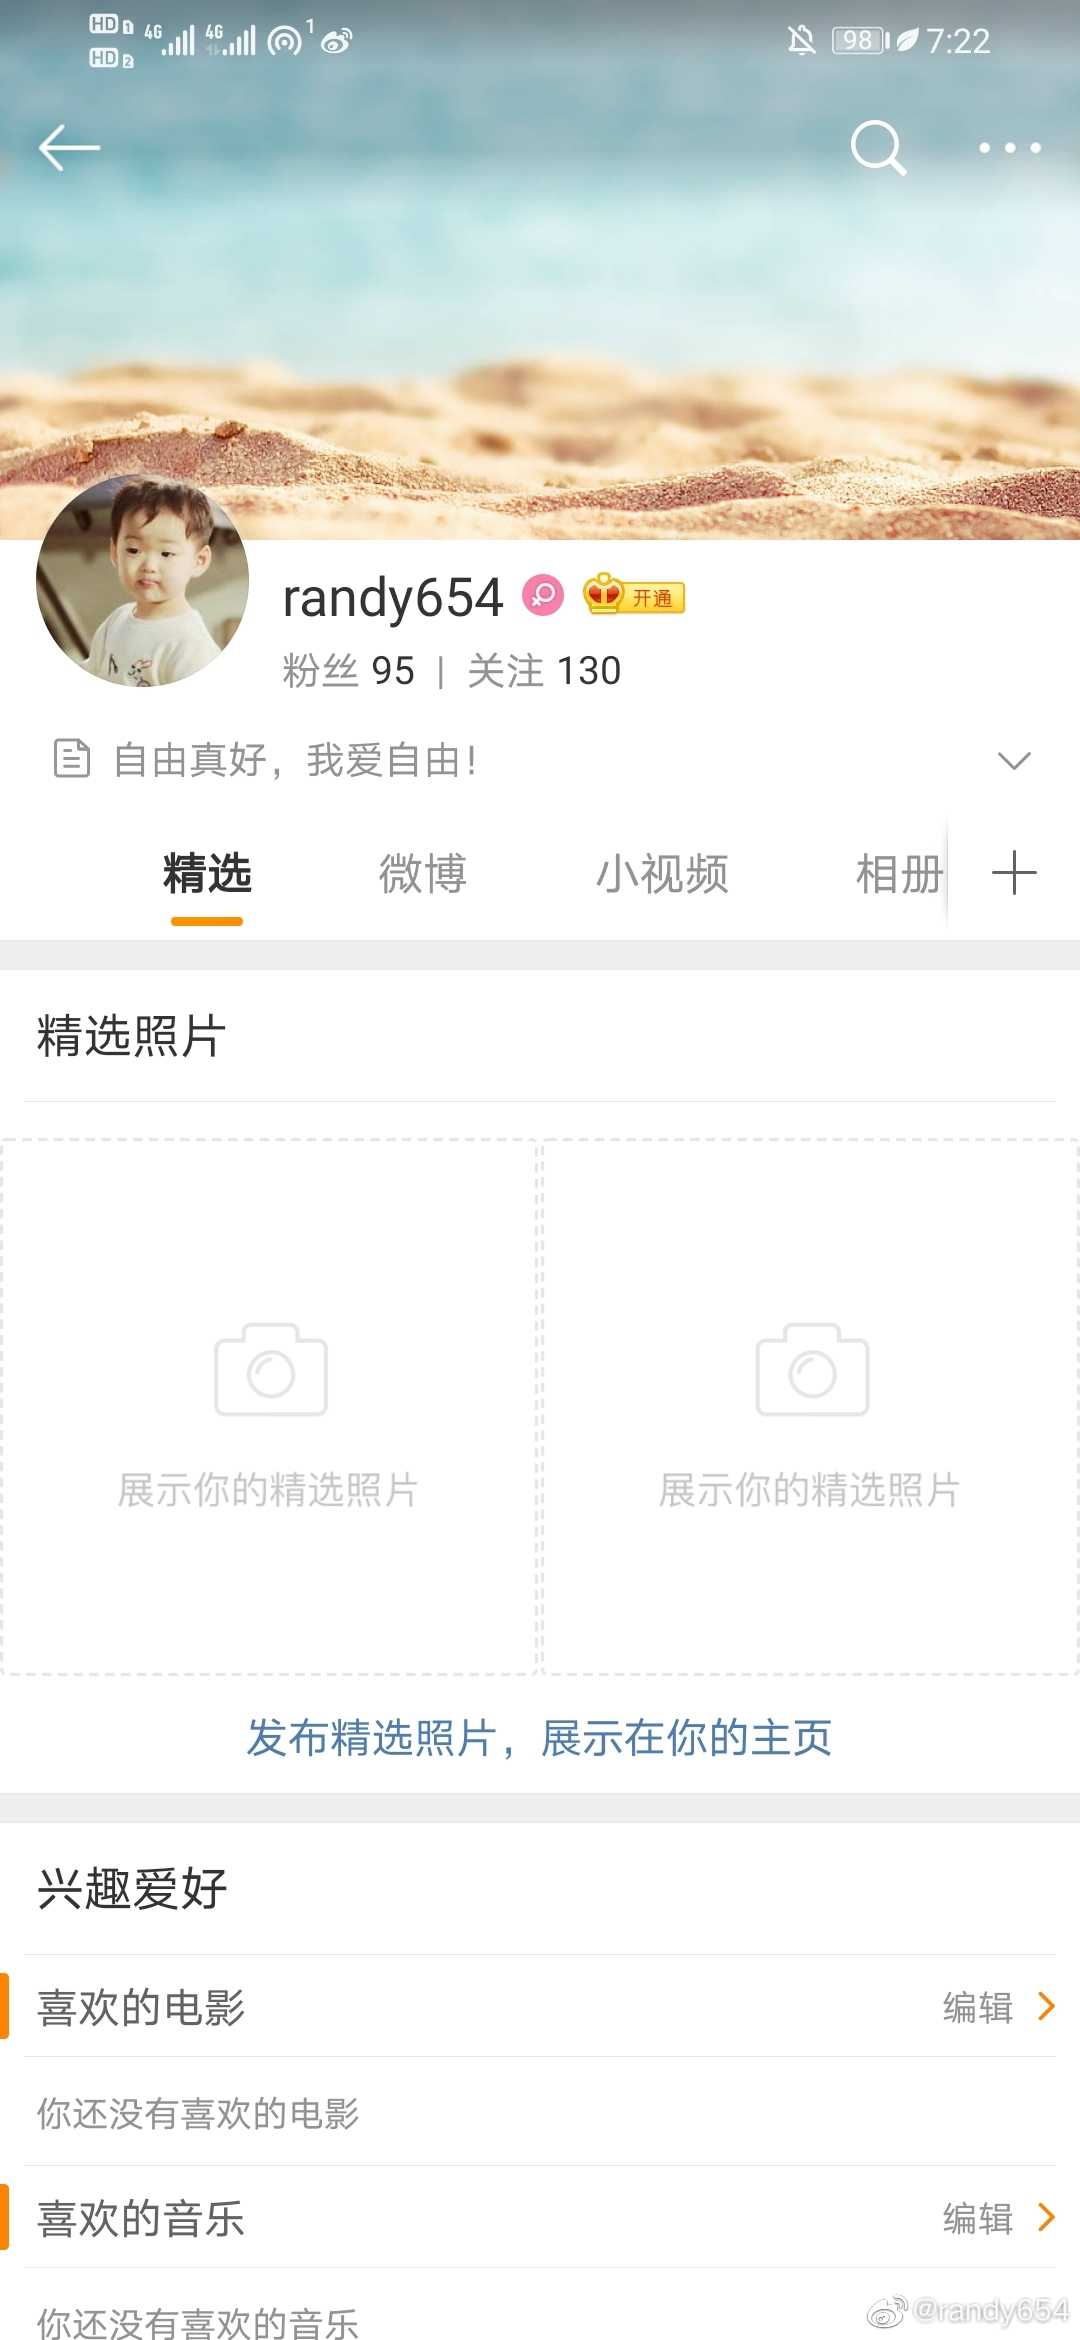 HD 1 4G 4G 1 98 7:22
HD 2
randy654 开通
粉丝 95 | 关注 130
自由真好，我爱自由！
精选 微博 小视频 相册
精选照片
展示你的精选照片 展示你的精选照片
发布精选照片，展示在你的主页
兴趣爱好
喜欢的电影 编辑
你还没有喜欢的电影
喜欢的音乐 编辑
你还没有喜欢的音乐
@randy654